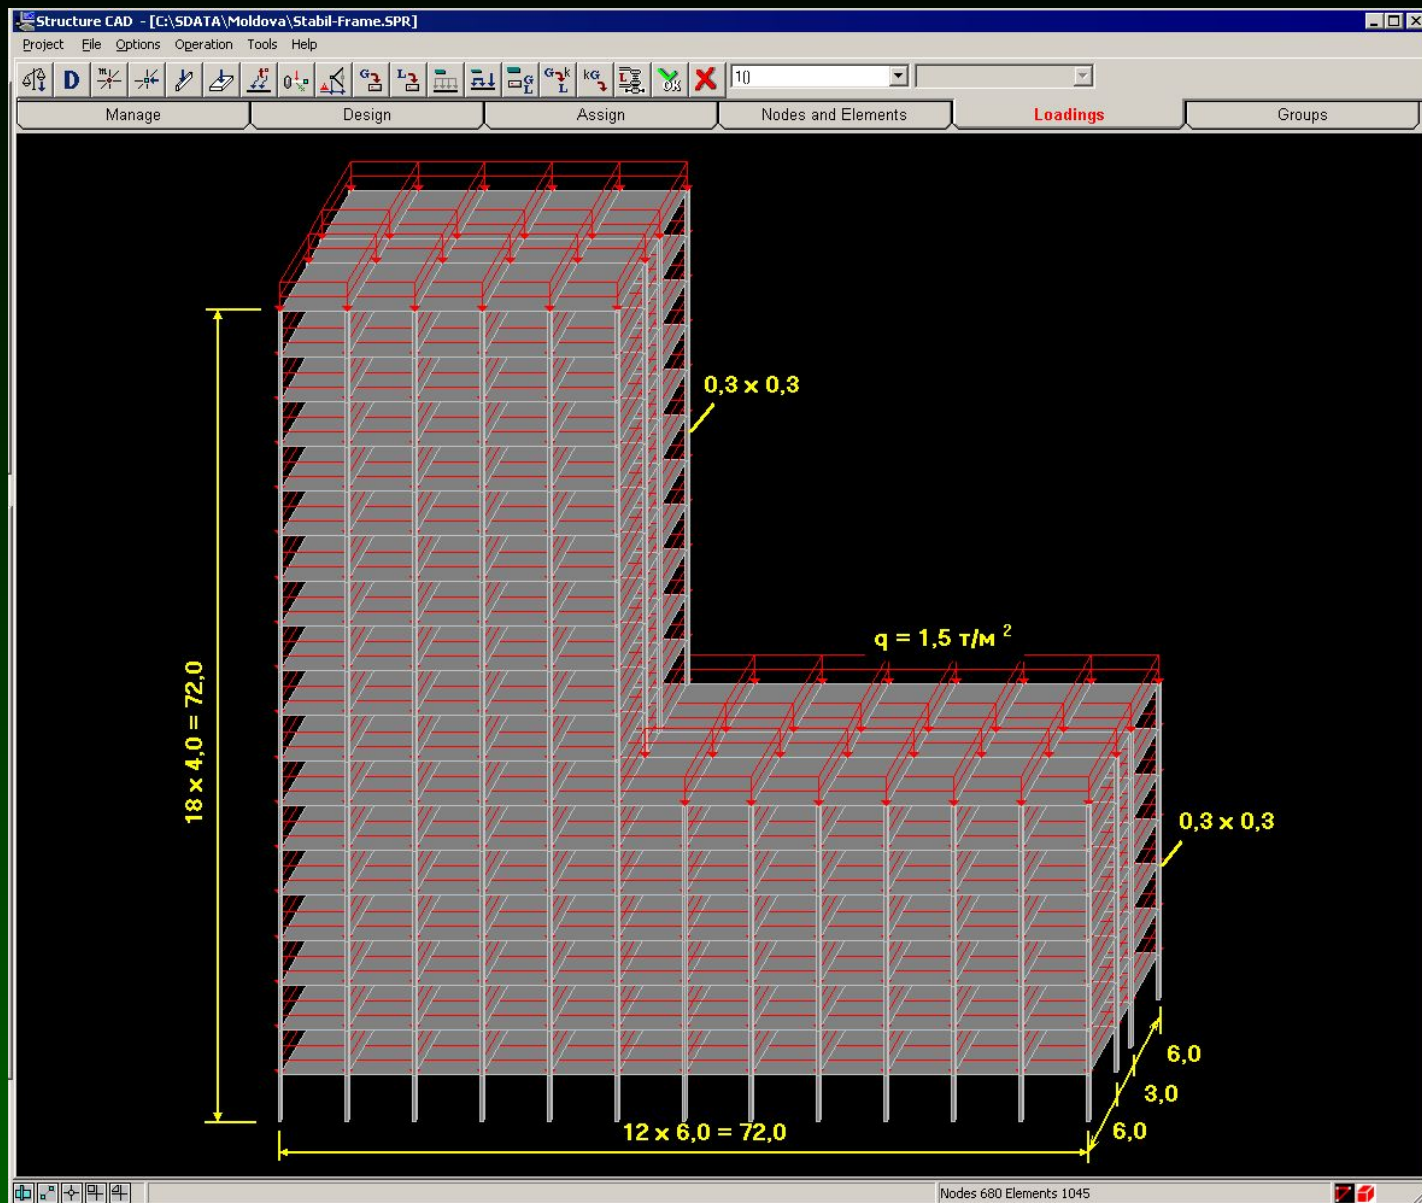 Structure CAD - [C:\SDATA\Moldova\Stabil-Frame.SPR]
Project File Options Operation Tools Help
1()
Manage Design Assign Nodes and Elements Loadings Groups
0,3 x 0,3
q = 1,5 т/м ²
18 x 4,0 = 72,0
0,3 x 0,3
6,0
3,0
6,0
12 x 6,0 = 72,0
Nodes 680 Elements 1045